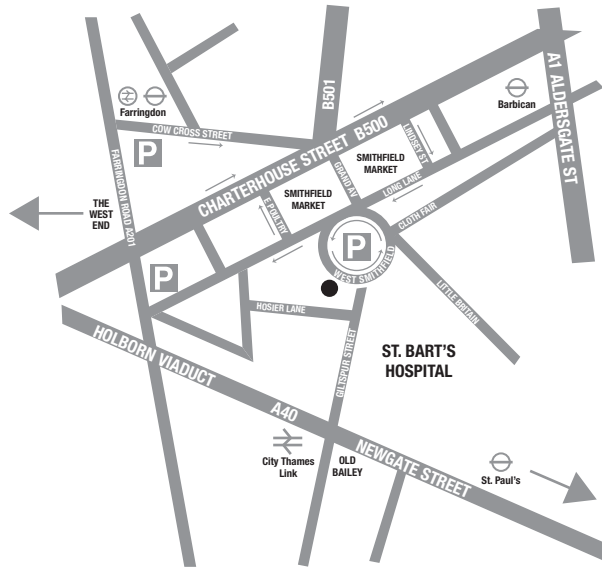 A1 ALDERSGATE ST
B501
Farringdon
Barbican
COW CROSS STREET
P
CHARTERHOUSE STREET B500
LINDSEY ST.
SMITHFIELD
MARKET
GRAND AV
LONG LANE
SMITHFIELD
MARKET
E POULTRY
CLOTH FAIR
FARRINGDON ROAD A201
THE
WEST
END
P
WEST SMITHFIELD
P
HOSIER LANE
LITTLE BRITAIN
GILTSPUR STREET
ST. BART'S
HOSPITAL
HOLBORN VIADUCT
A40
NEWGATE STREET
City Thames
Link
OLD
BAILEY
St. Paul's